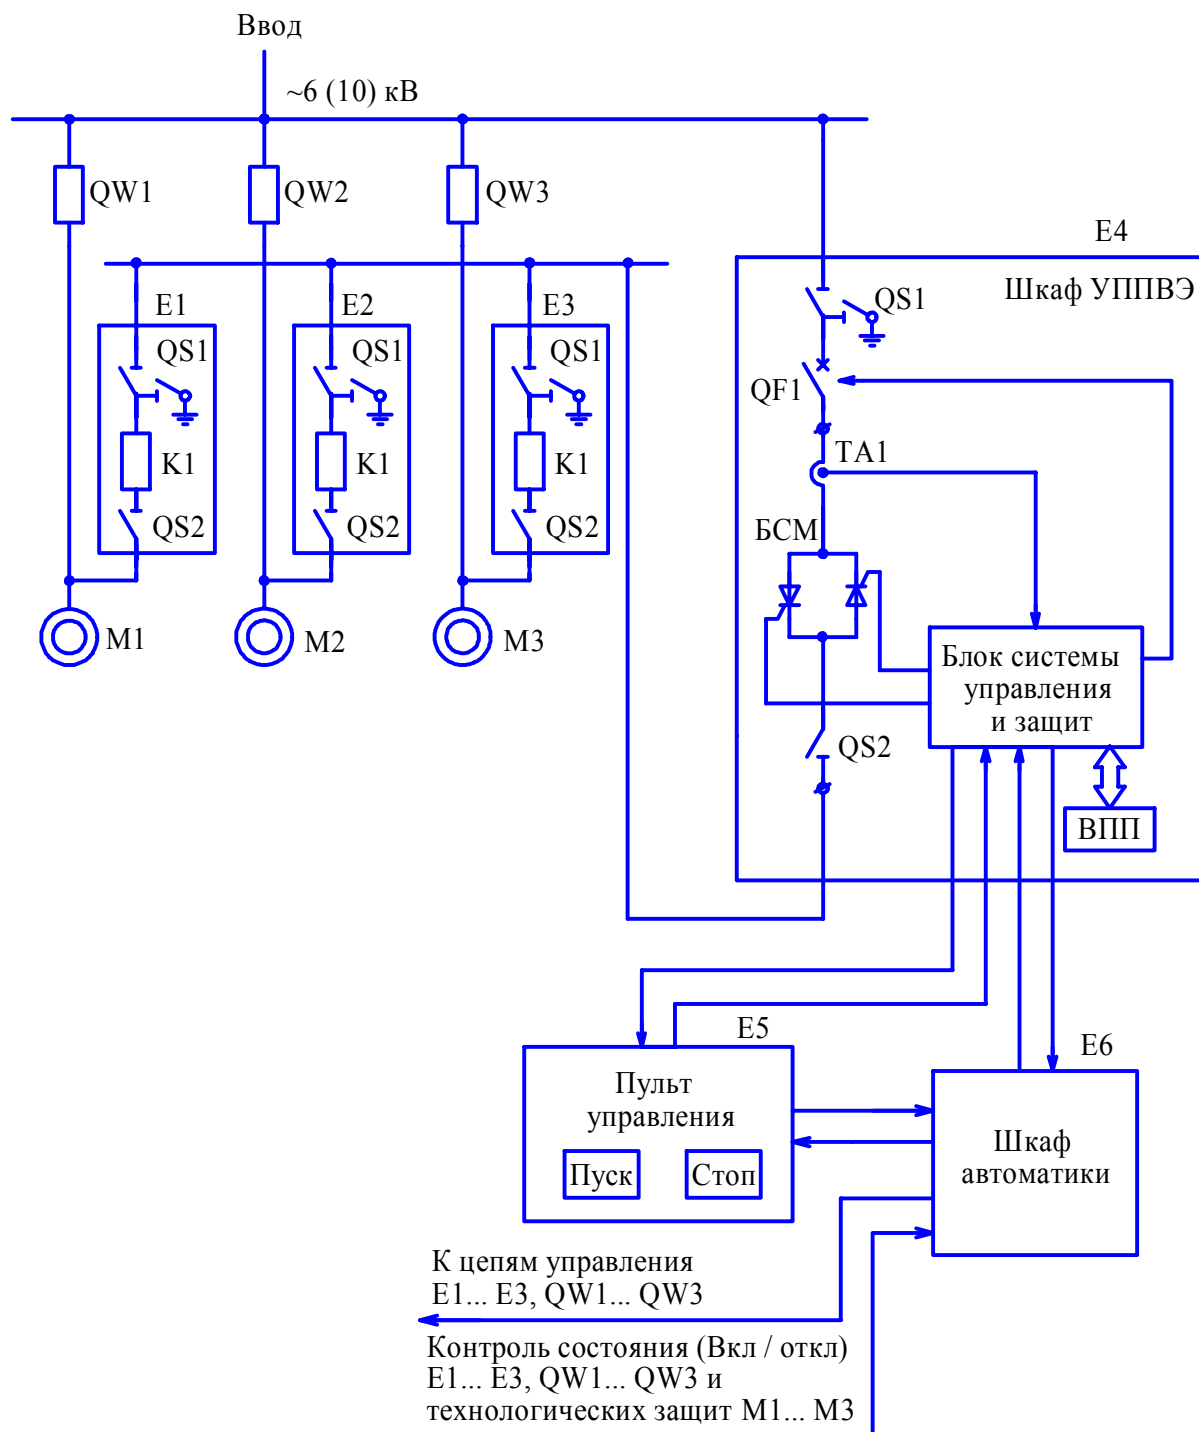 Ввод
~6 (10) кВ
QW1
QW2
QW3
E4
Шкаф УППВЭ
E1
E2
E3
QS1
QS1
QS1
QS1
QF1
K1
K1
K1
TA1
QS2
QS2
QS2
БСМ
M1
M2
M3
Блок системы
управления
и защит
QS2
ВПП
E5
E6
Пульт
управления
Пуск
Стоп
Шкаф
автоматики
К цепям управления
E1... E3, QW1... QW3
Контроль состояния (Вкл / откл)
E1... E3, QW1... QW3 и
технологических защит M1... M3